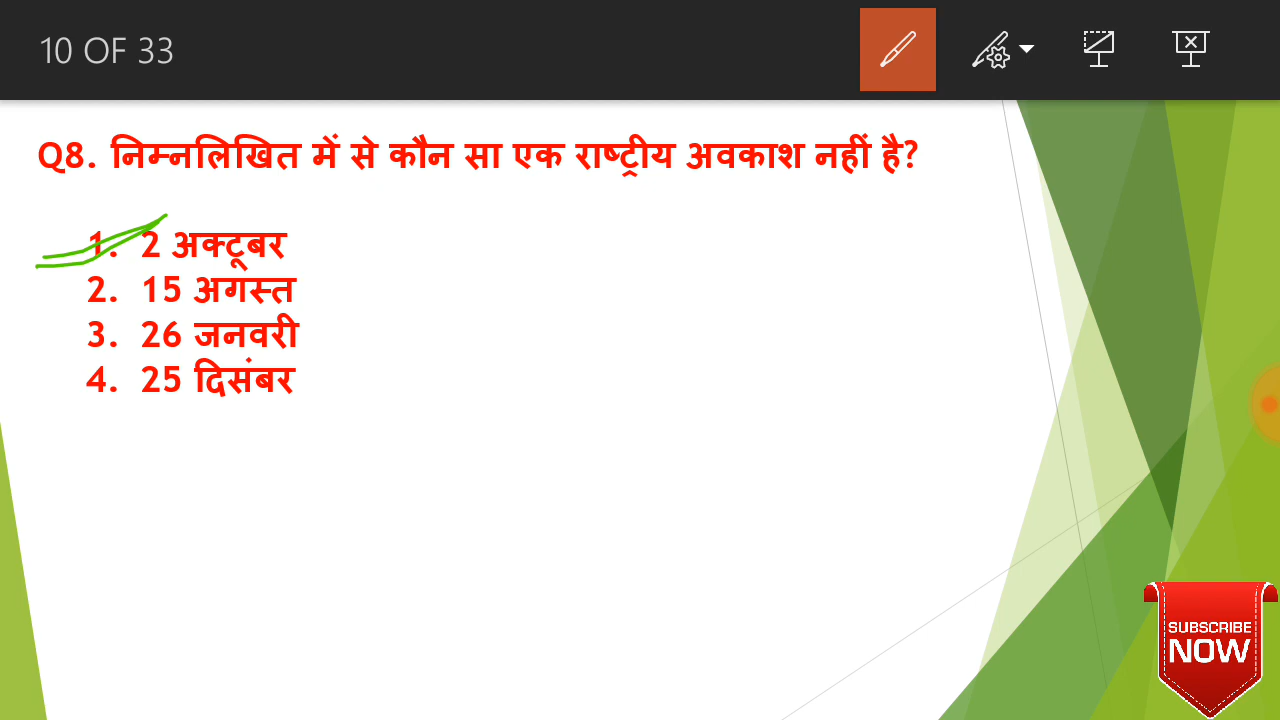 10 OF 33
Q8. निम्नलिखित में से कौन सा एक राष्ट्रीय अवकाश नहीं है?
1. 2 अक्टूबर
2. 15 अगस्त
3. 26 जनवरी
4. 25 दिसंबर
SUBSCRIBE
NOW